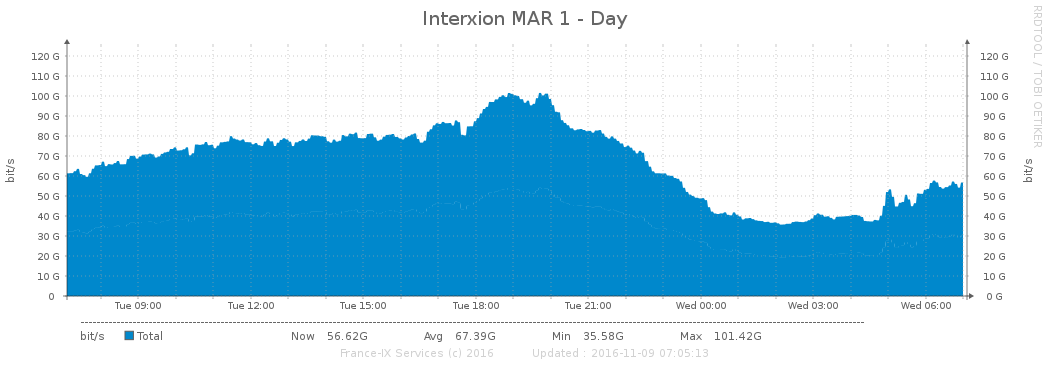 Interxion MAR 1 - Day
RRDTOOL / TOBI OETIKER
120 G 120 G
110 G 110 G
100 G 100 G
90 G 90 G
80 G 80 G
70 G 70 G
60 G 60 G
50 G 50 G
40 G 40 G
30 G 30 G
20 G 20 G
10 G 10 G
0 0 G
bit/s
bit/s
Tue 09:00 Tue 12:00 Tue 15:00 Tue 18:00 Tue 21:00 Wed 00:00 Wed 03:00 Wed 06:00
bit/s Total Now 56.62G Avg 67.39G Min 35.58G Max 101.42G
France-IX Services (c) 2016 Updated : 2016-11-09 07:05:13